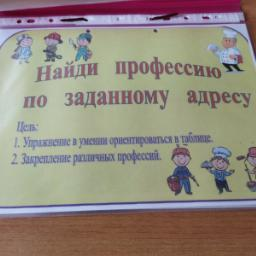 Найди профессию
по заданному адресу
Цель:
1. Упражнение в умении ориентироваться в таблице.
2. Закрепление различных профессий.